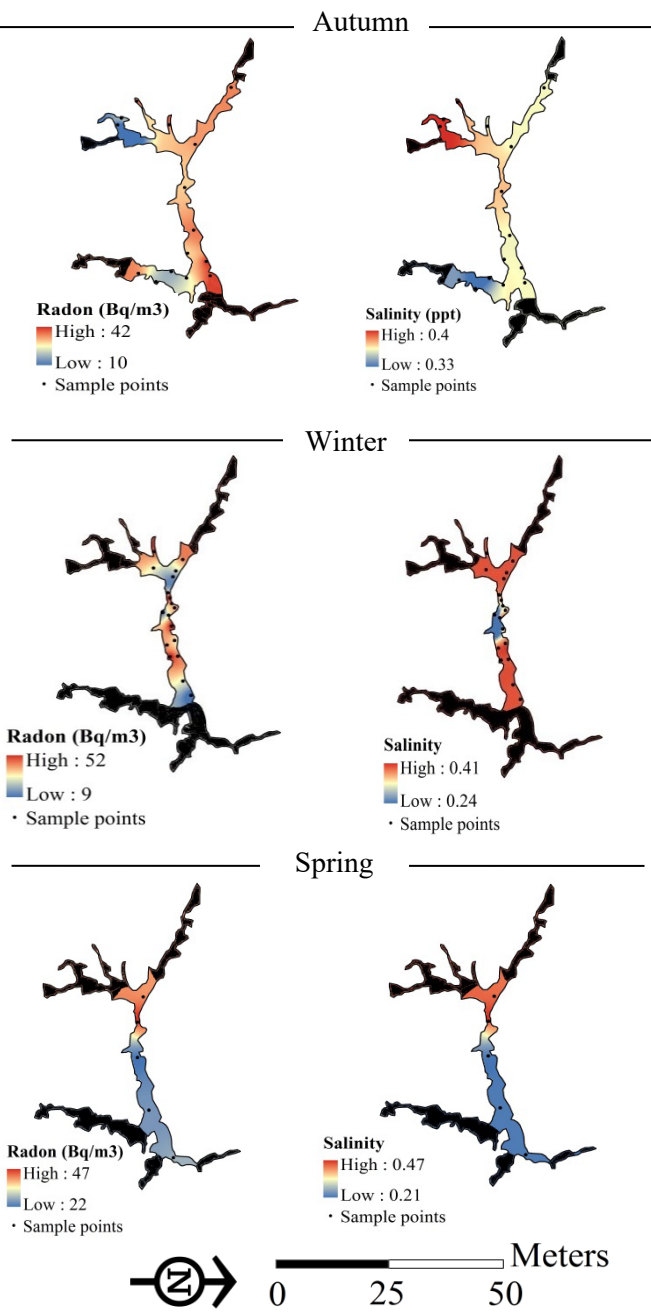 Autumn
Radon (Bq/m3)
High : 42
Low : 10
• Sample points
Salinity (ppt)
High : 0.4
Low : 0.33
• Sample points
Winter
Radon (Bq/m3)
High : 52
Low : 9
• Sample points
Salinity
High : 0.41
Low : 0.24
• Sample points
Spring
Radon (Bq/m3)
High : 47
Low : 22
• Sample points
Salinity
High : 0.47
Low : 0.21
• Sample points
N
Meters
0 25 50